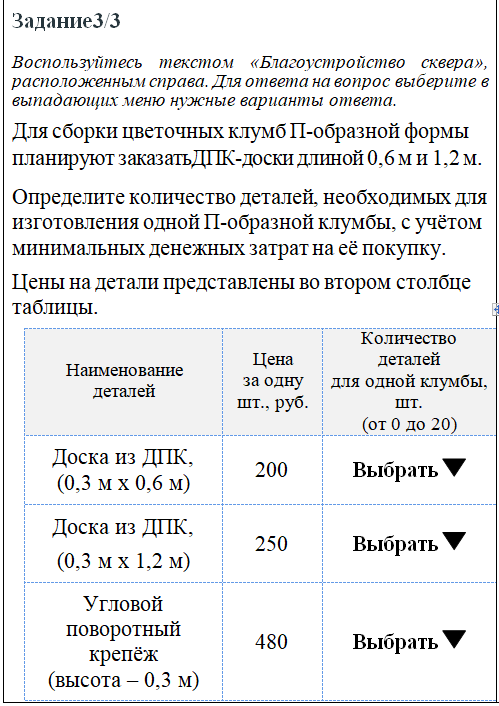 Задание3/3
Воспользуйтесь текстом «Благоустройство сквера»,
расположенным справа. Для ответа на вопрос выберите в
выпадающих меню нужные варианты ответа.
Для сборки цветочных клумб П-образной формы
планируют заказатьДПК-доски длиной 0,6 м и 1,2 м.
Определите количество деталей, необходимых для
изготовления одной П-образной клумбы, с учётом
минимальных денежных затрат на её покупку.
Цены на детали представлены во втором столбце
таблицы.
Наименование
деталей
Цена
за одну
шт., руб.
Количество
деталей
для одной клумбы,
шт.
(от 0 до 20)
Доска из ДПК,
(0,3 м х 0,6 м)
200
Выбрать
Доска из ДПК,
(0,3 м х 1,2 м)
250
Выбрать
Угловой
поворотный
крепёж
(высота – 0,3 м)
480
Выбрать